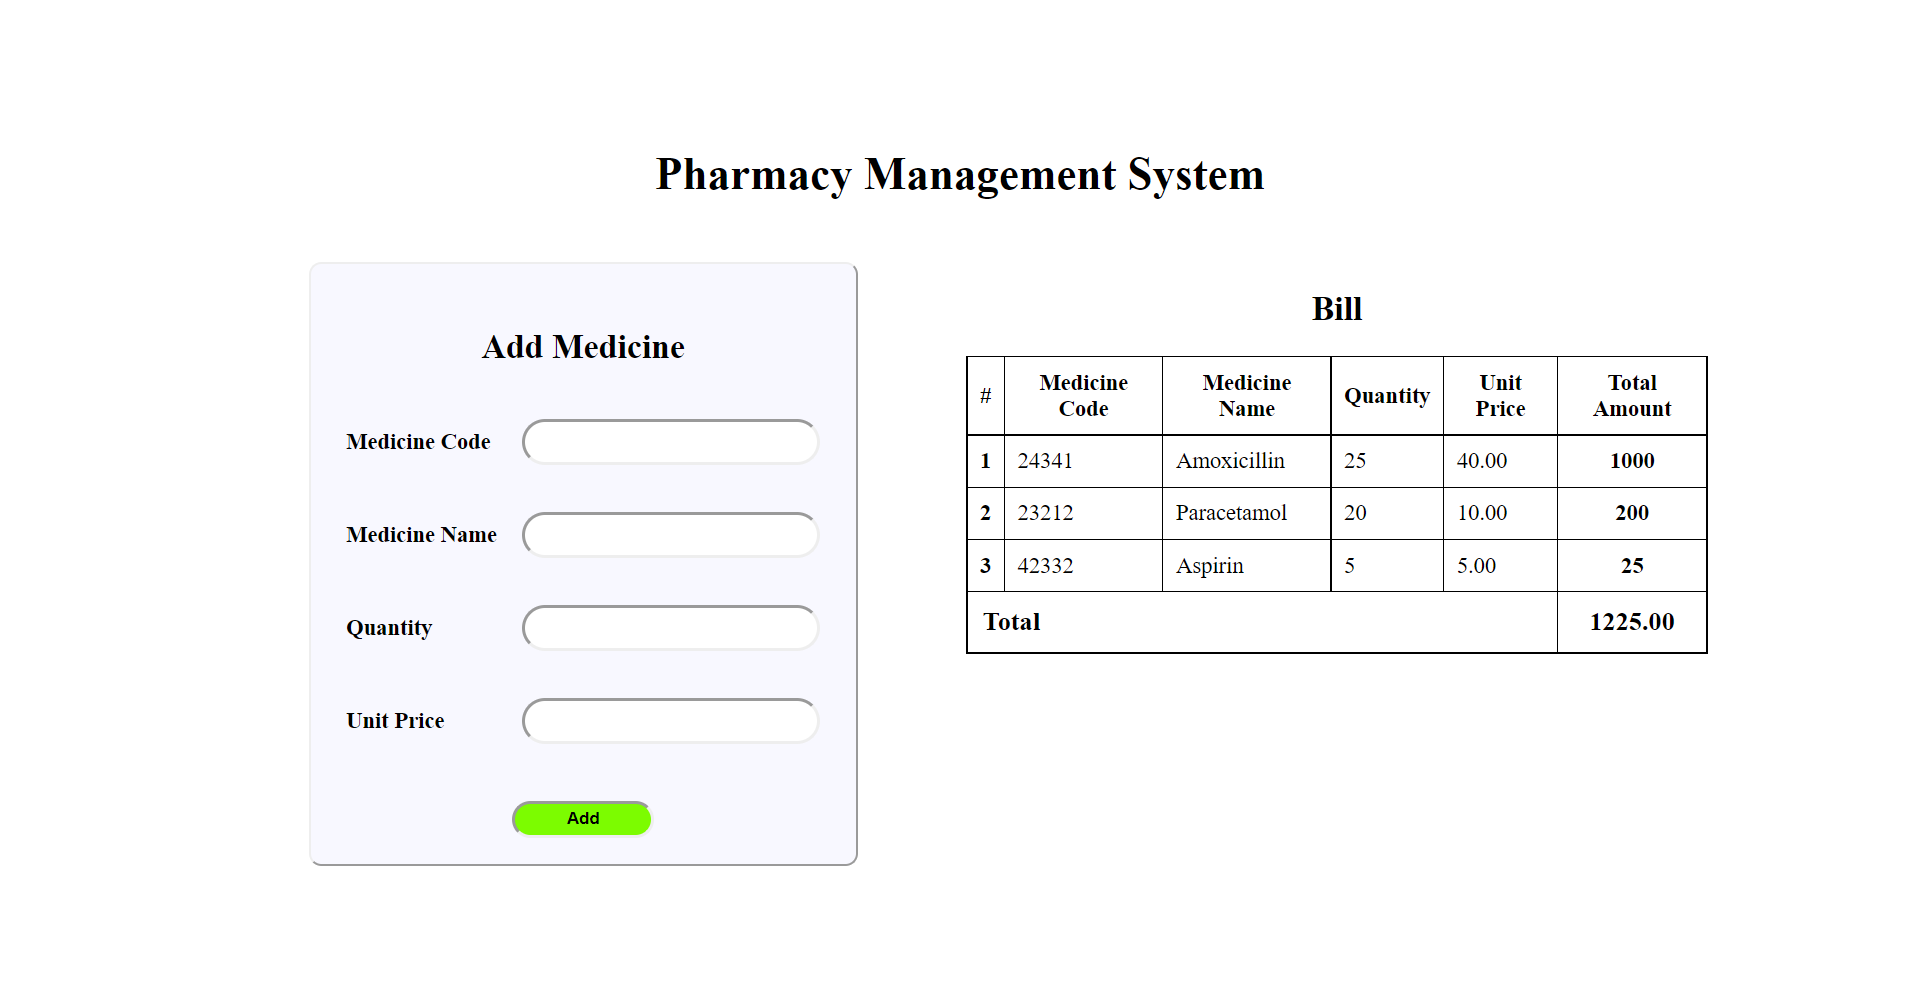 Pharmacy Management System
Add Medicine
Medicine Code
Medicine Name
Quantity
Unit Price
Add
Bill
# Medicine Code Medicine Name Quantity Unit Price Total Amount
1 24341 Amoxicillin 25 40.00 1000
2 23212 Paracetamol 20 10.00 200
3 42332 Aspirin 5 5.00 25
Total 1225.00